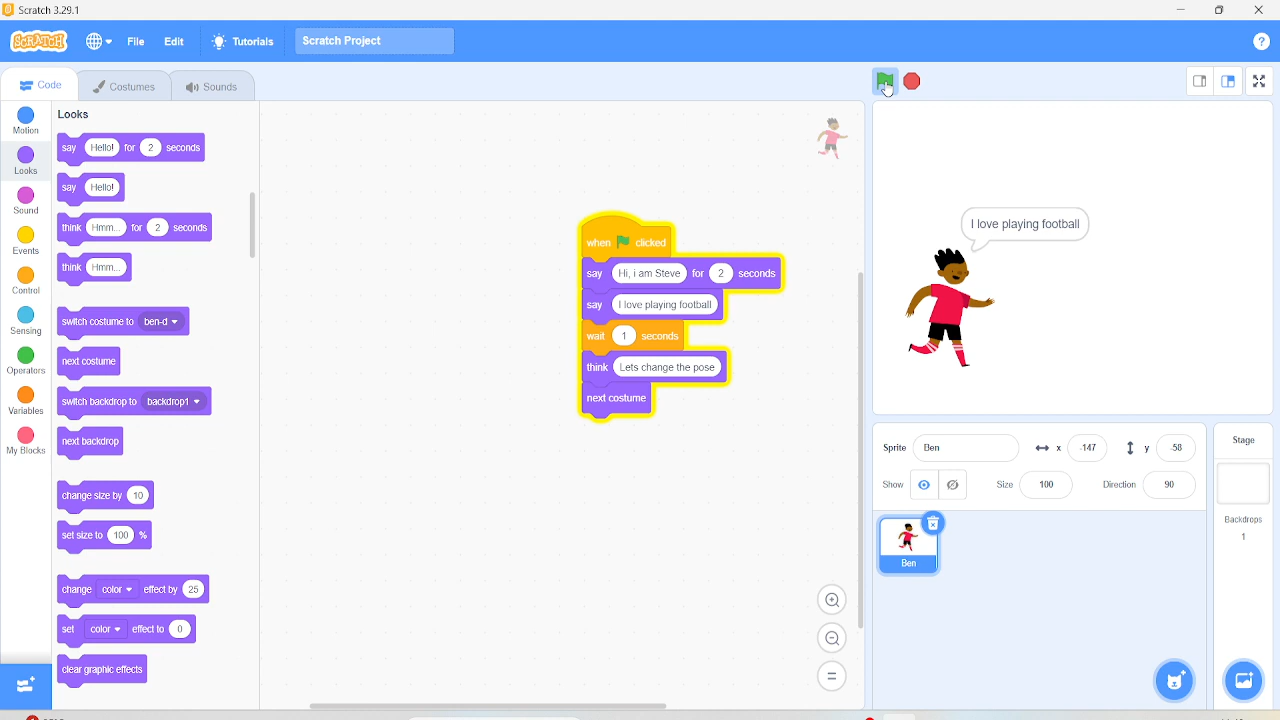 Scratch 3.29.1
SCRATCH File Edit Tutorials Scratch Project ?
Code Costumes Sounds
Motion
Looks
Sound
Events
Control
Sensing
Operators
Variables
My Blocks
Looks
say Hello! for 2 seconds
say Hello!
think Hmm... for 2 seconds
think Hmm...
switch costume to ben-d
next costume
switch backdrop to backdrop1
next backdrop
change size by 10
set size to 100 %
change color effect by 25
set color effect to 0
clear graphic effects
when clicked
say Hi, i am Steve for 2 seconds
say I love playing football
wait 1 seconds
think Lets change the pose
next costume
I love playing football
Sprite Ben x -147 y -58
Show Size 100 Direction 90
Ben
Stage
Backdrops
1